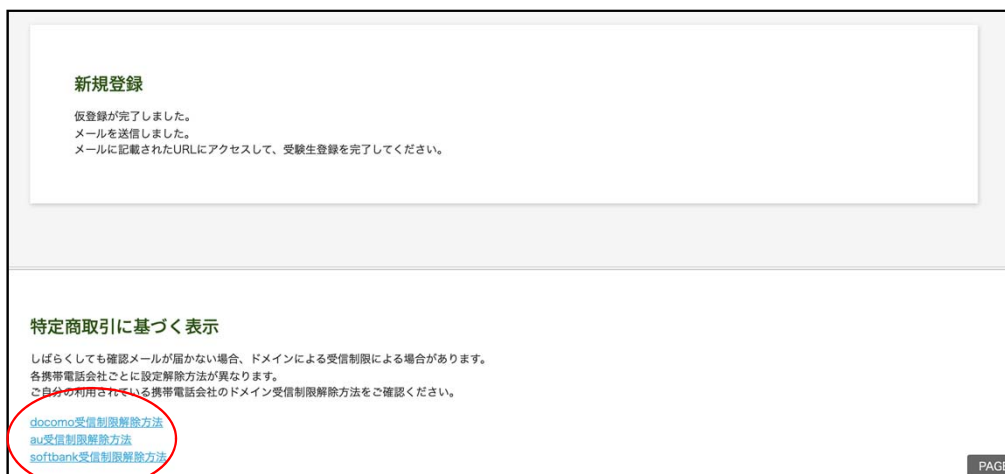 新規登録
仮登録が完了しました。
メールを送信しました。
メールに記載されたURLにアクセスして、受験生登録を完了してください。
特定商取引に基づく表示
しばらくしても確認メールが届かない場合、ドメインによる受信制限による場合があります。
各携帯電話会社ごとに設定解除方法が異なります。
ご自分の利用されている携帯電話会社のドメイン受信制限解除方法をご確認ください。
docomo受信制限解除方法
au受信制限解除方法
softbank受信制限解除方法
PAGE